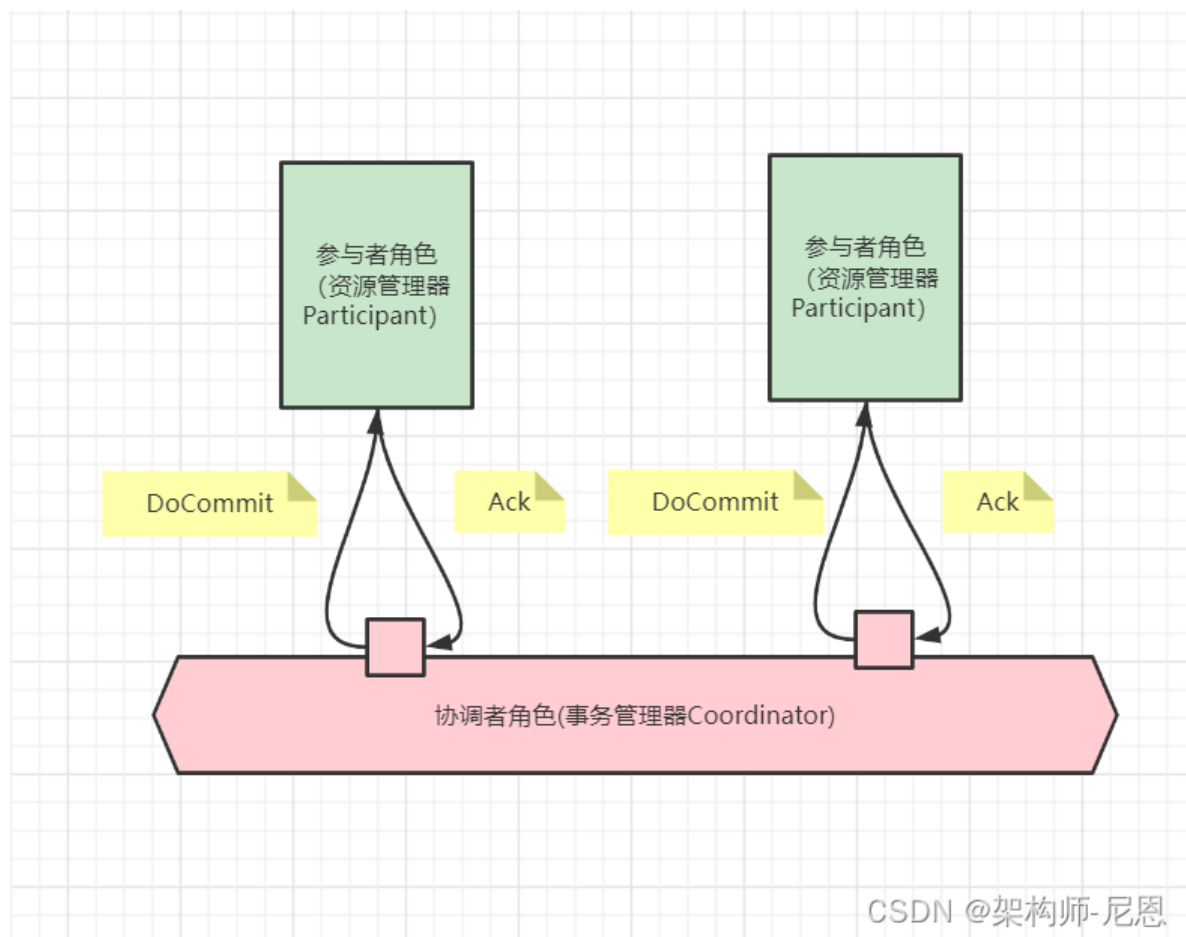 参与者角色
（资源管理器
Participant）
参与者角色
（资源管理器
Participant）
DoCommit
Ack
DoCommit
Ack
协调者角色(事务管理器Coordinator)
CSDN @架构师-尼恩